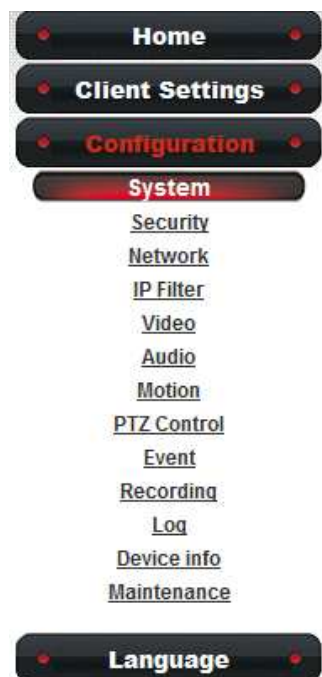 Home
Client Settings
Configuration
System
Security
Network
IP Filter
Video
Audio
Motion
PTZ Control
Event
Recording
Log
Device info
Maintenance
Language